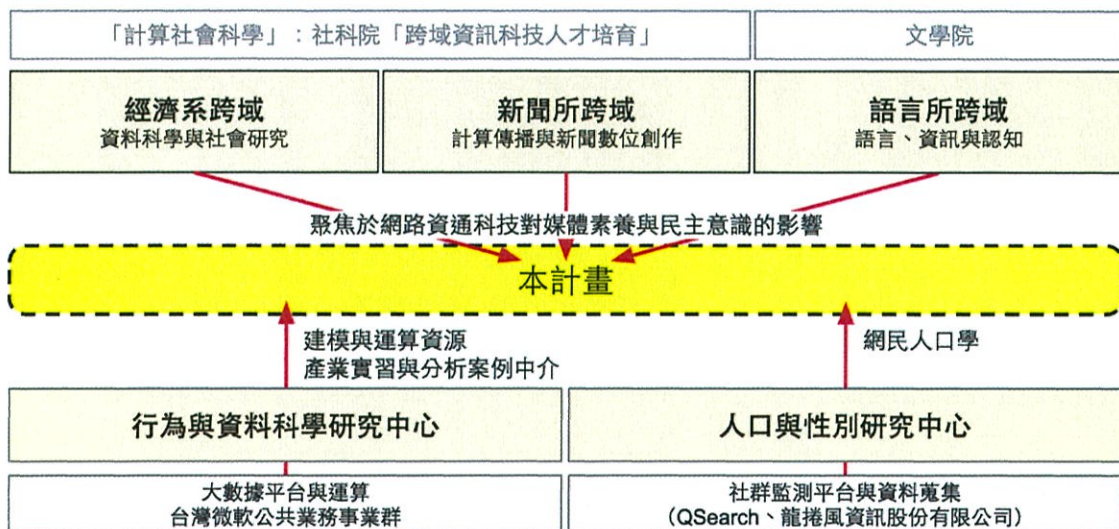 「計算社會科學」：社科院「跨域資訊科技人才培育」
文學院
經濟系跨域
資料科學與社會研究
新聞所跨域
計算傳播與新聞數位創作
語言所跨域
語言、資訊與認知
聚焦於網路資通科技對媒體素養與民主意識的影響
本計畫
建模與運算資源
產業實習與分析案例中介
網民人口學
行為與資料科學研究中心
人口與性別研究中心
大數據平台與運算
台灣微軟公共業務事業群
社群監測平台與資料蒐集
（QSearch、龍捲風資訊股份有限公司）